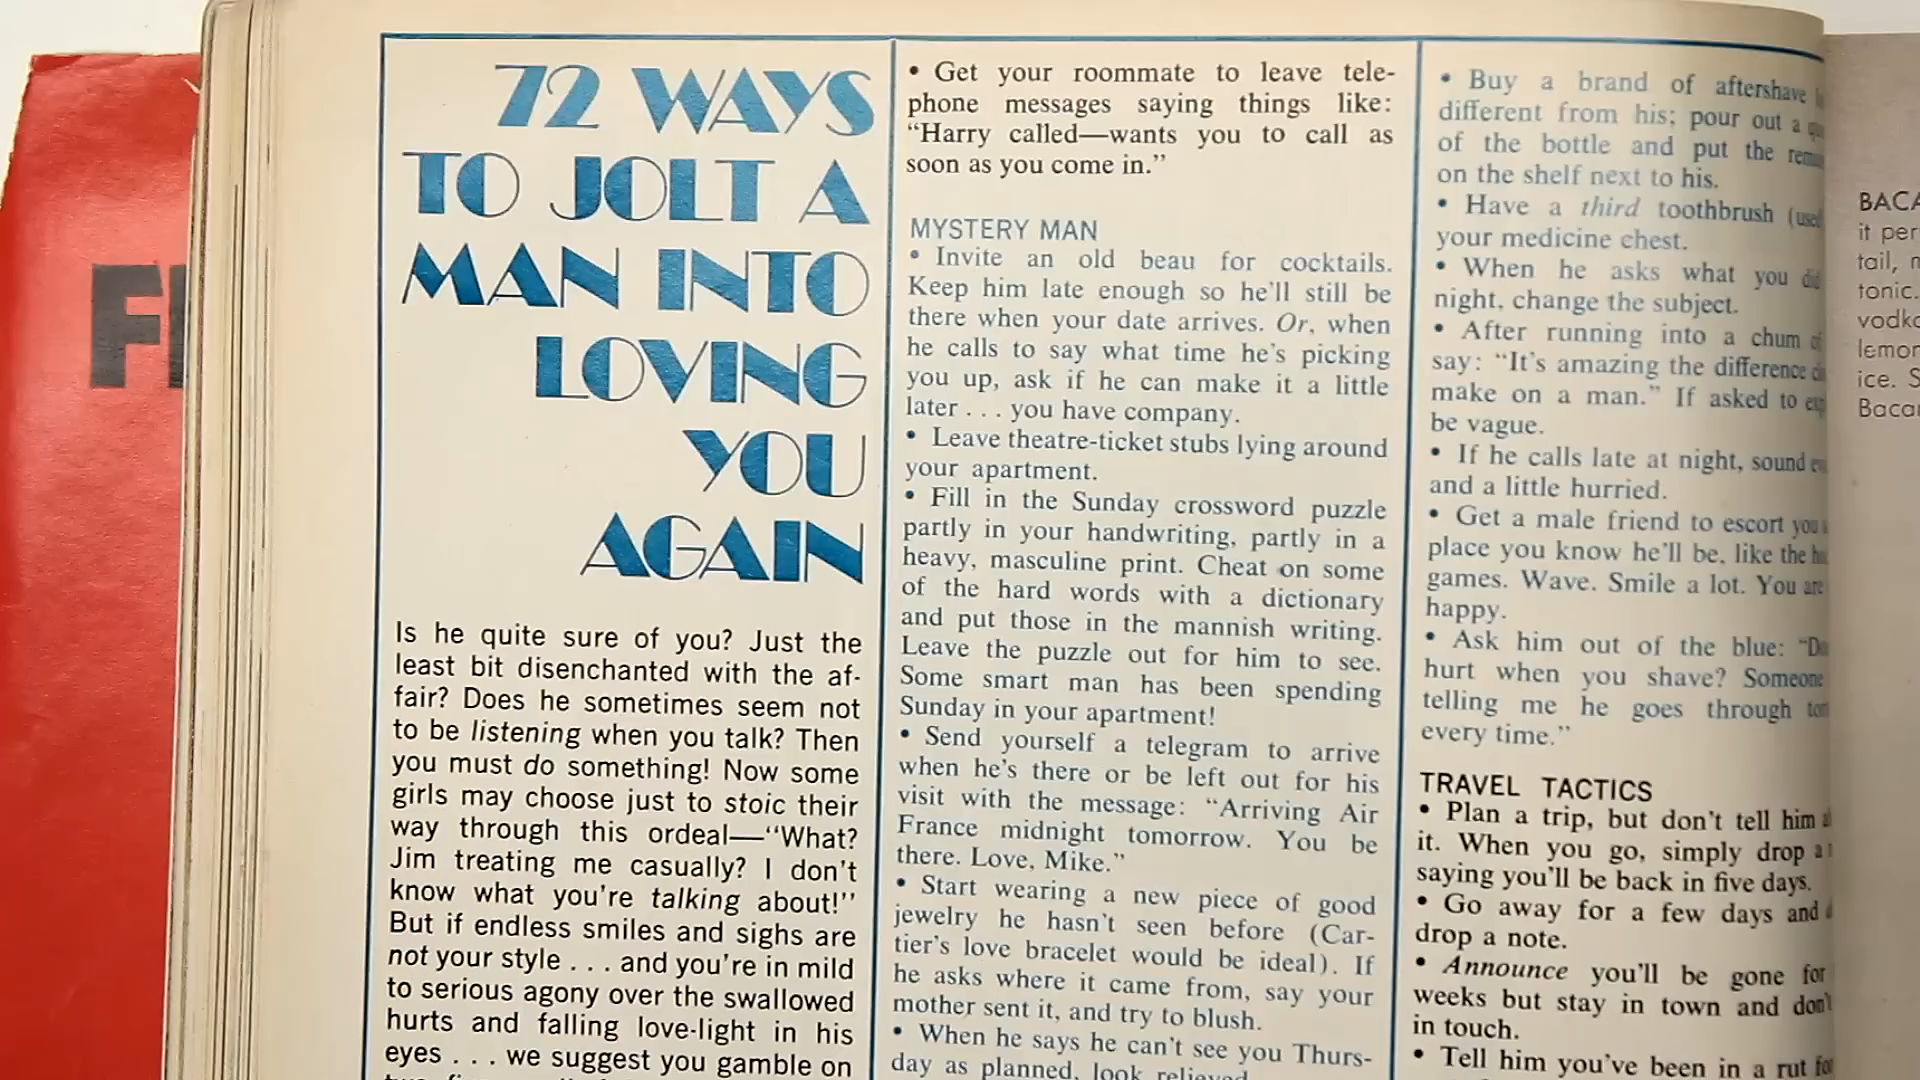 72 WAYS
TO JOLT A
MAN INTO
LOVING
YOU
AGAIN
Is he quite sure of you? Just the
least bit disenchanted with the af-
fair? Does he sometimes seem not
to be listening when you talk? Then
you must do something! Now some
girls may choose just to stoic their
way through this ordeal—“What?
Jim treating me casually? I don't
know what you're talking about!”
But if endless smiles and sighs are
not your style . . . and you're in mild
to serious agony over the swallowed
hurts and falling love-light in his
eyes . . . we suggest you gamble on
• Get your roommate to leave tele-
phone messages saying things like:
“Harry called—wants you to call as
soon as you come in.”
MYSTERY MAN
• Invite an old beau for cocktails.
Keep him late enough so he'll still be
there when your date arrives. Or, when
he calls to say what time he's picking
you up, ask if he can make it a little
later . . . you have company.
• Leave theatre-ticket stubs lying around
your apartment.
• Fill in the Sunday crossword puzzle
partly in your handwriting, partly in a
heavy, masculine print. Cheat on some
of the hard words with a dictionary
and put those in the mannish writing.
Leave the puzzle out for him to see.
Some smart man has been spending
Sunday in your apartment!
• Send yourself a telegram to arrive
when he's there or be left out for his
visit with the message: “Arriving Air
France midnight tomorrow. You be
there. Love, Mike.”
• Start wearing a new piece of good
jewelry he hasn't seen before (Car-
tier's love bracelet would be ideal). If
he asks where it came from, say your
mother sent it, and try to blush.
• When he says he can't see you Thurs-
day as planned, look relieved
• Buy a brand of aftershave
different from his; pour out a
of the bottle and put the
on the shelf next to his.
• Have a third toothbrush
your medicine chest.
• When he asks what you
night, change the subject.
• After running into a chum
say: “It's amazing the difference
make on a man.” If asked to
be vague.
• If he calls late at night, sound
and a little hurried.
• Get a male friend to escort you
place you know he'll be, like the
games. Wave. Smile a lot. You are
happy.
• Ask him out of the blue:
hurt when you shave? Someone
telling me he goes through
every time.”
TRAVEL TACTICS
• Plan a trip, but don't tell him
it. When you go, simply drop a
saying you'll be back in five days.
• Go away for a few days and
drop a note.
• Announce you'll be gone for
weeks but stay in town and don't
in touch.
• Tell him you've been in a rut for
it
tail,
tonic.
ice.